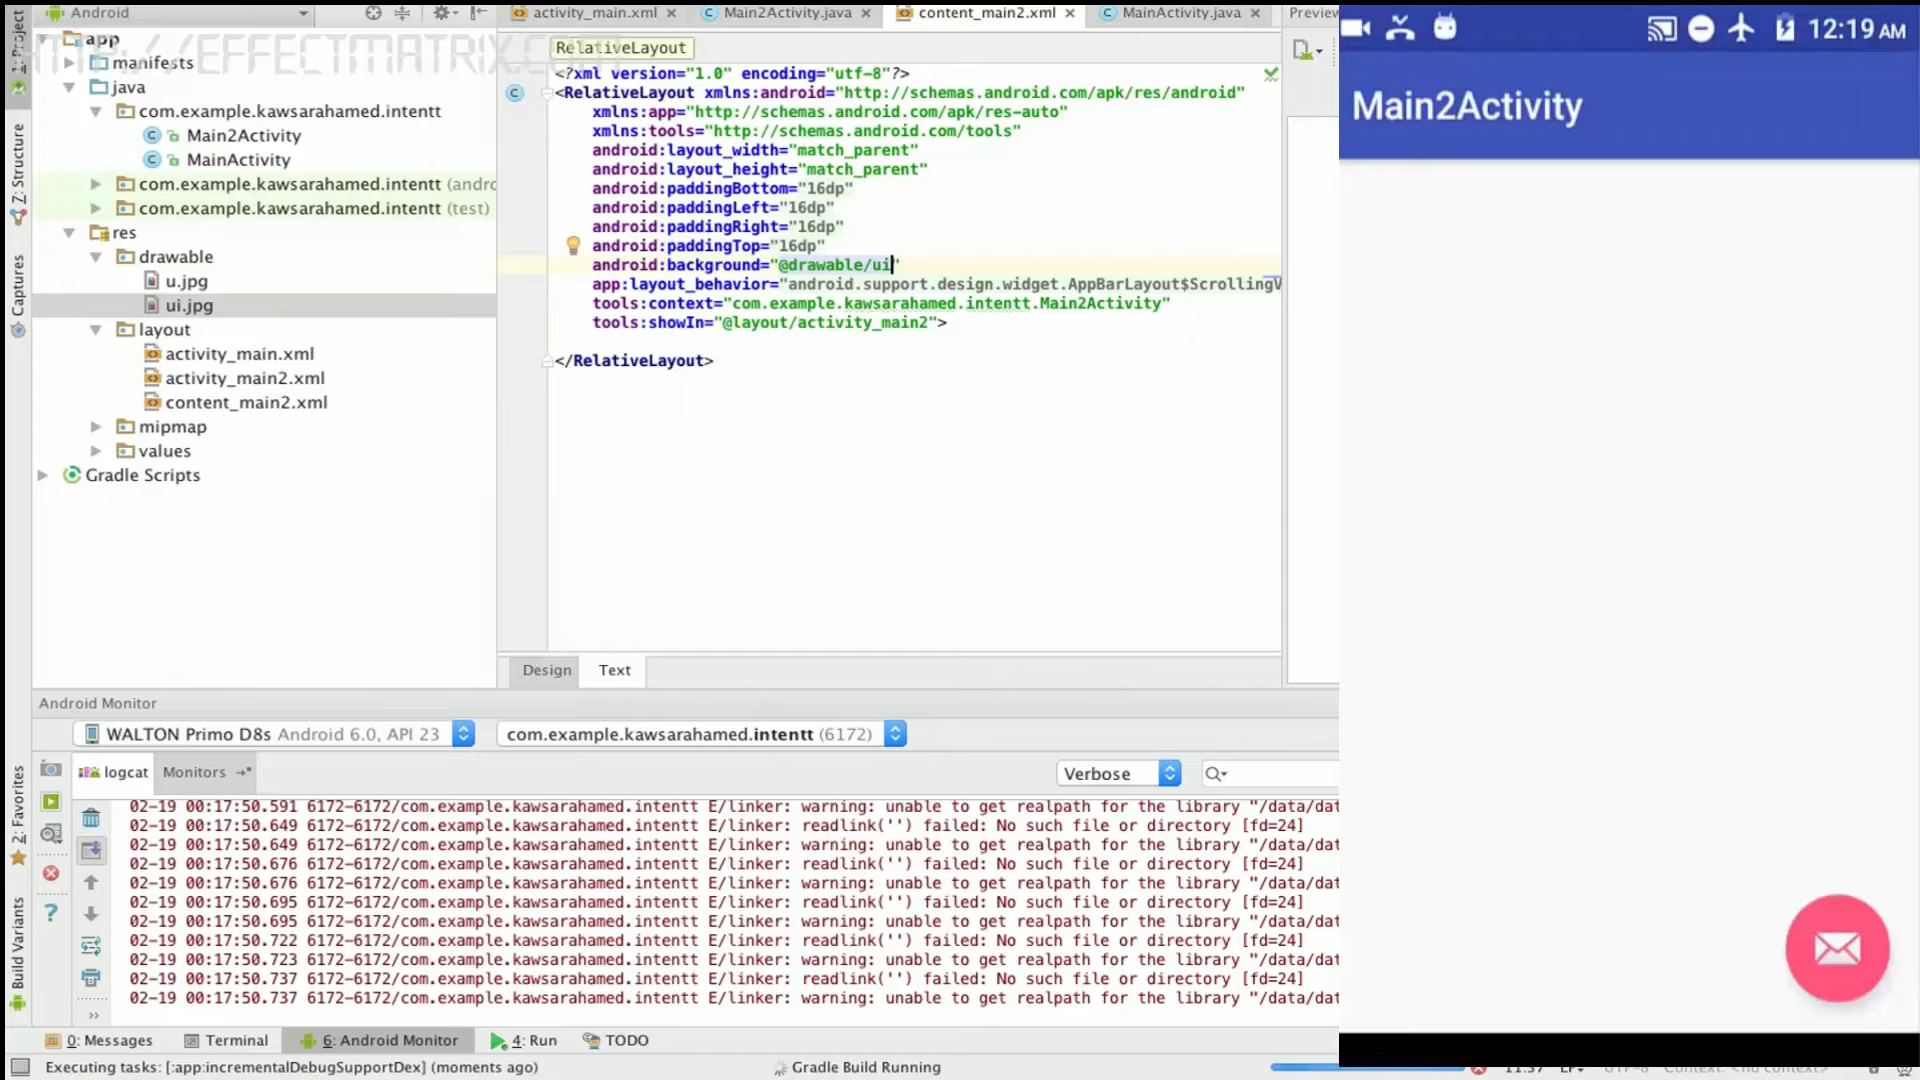 Android
activity_main.xml
Main2Activity.java
content_main2.xml
MainActivity.java
Preview
HTTP://EFFECTMATRIX.COM
1: Project
Z: Structure
Captures
2: Favorites
Build Variants
app
manifests
java
com.example.kawsarahamed.intentt
Main2Activity
MainActivity
com.example.kawsarahamed.intentt (andro
com.example.kawsarahamed.intentt (test)
res
drawable
u.jpg
ui.jpg
layout
activity_main.xml
activity_main2.xml
content_main2.xml
mipmap
values
Gradle Scripts
RelativeLayout
<?xml version="1.0" encoding="utf-8"?>
<RelativeLayout xmlns:android="http://schemas.android.com/apk/res/android"
xmlns:app="http://schemas.android.com/apk/res-auto"
xmlns:tools="http://schemas.android.com/tools"
android:layout_width="match_parent"
android:layout_height="match_parent"
android:paddingBottom="16dp"
android:paddingLeft="16dp"
android:paddingRight="16dp"
android:paddingTop="16dp"
android:background="@drawable/ui"
app:layout_behavior="android.support.design.widget.AppBarLayout$ScrollingV
tools:context="com.example.kawsarahamed.intentt.Main2Activity"
tools:showIn="@layout/activity_main2">
</RelativeLayout>
Design
Text
12:19 AM
Main2Activity
Android Monitor
WALTON Primo D8s Android 6.0, API 23
com.example.kawsarahamed.intentt (6172)
logcat
Monitors
Verbose
02-19 00:17:50.591 6172-6172/com.example.kawsarahamed.intentt E/linker: warning: unable to get realpath for the library "/data/dat
02-19 00:17:50.649 6172-6172/com.example.kawsarahamed.intentt E/linker: readlink('') failed: No such file or directory [fd=24]
02-19 00:17:50.649 6172-6172/com.example.kawsarahamed.intentt E/linker: warning: unable to get realpath for the library "/data/dat
02-19 00:17:50.676 6172-6172/com.example.kawsarahamed.intentt E/linker: readlink('') failed: No such file or directory [fd=24]
02-19 00:17:50.676 6172-6172/com.example.kawsarahamed.intentt E/linker: warning: unable to get realpath for the library "/data/dat
02-19 00:17:50.695 6172-6172/com.example.kawsarahamed.intentt E/linker: readlink('') failed: No such file or directory [fd=24]
02-19 00:17:50.695 6172-6172/com.example.kawsarahamed.intentt E/linker: warning: unable to get realpath for the library "/data/dat
02-19 00:17:50.722 6172-6172/com.example.kawsarahamed.intentt E/linker: readlink('') failed: No such file or directory [fd=24]
02-19 00:17:50.723 6172-6172/com.example.kawsarahamed.intentt E/linker: warning: unable to get realpath for the library "/data/dat
02-19 00:17:50.737 6172-6172/com.example.kawsarahamed.intentt E/linker: readlink('') failed: No such file or directory [fd=24]
02-19 00:17:50.737 6172-6172/com.example.kawsarahamed.intentt E/linker: warning: unable to get realpath for the library "/data/dat
0: Messages
Terminal
6: Android Monitor
4: Run
TODO
Executing tasks: [:app:incrementalDebugSupportDex] (moments ago)
Gradle Build Running
11:37 LF UTF-8 Context: <no context>